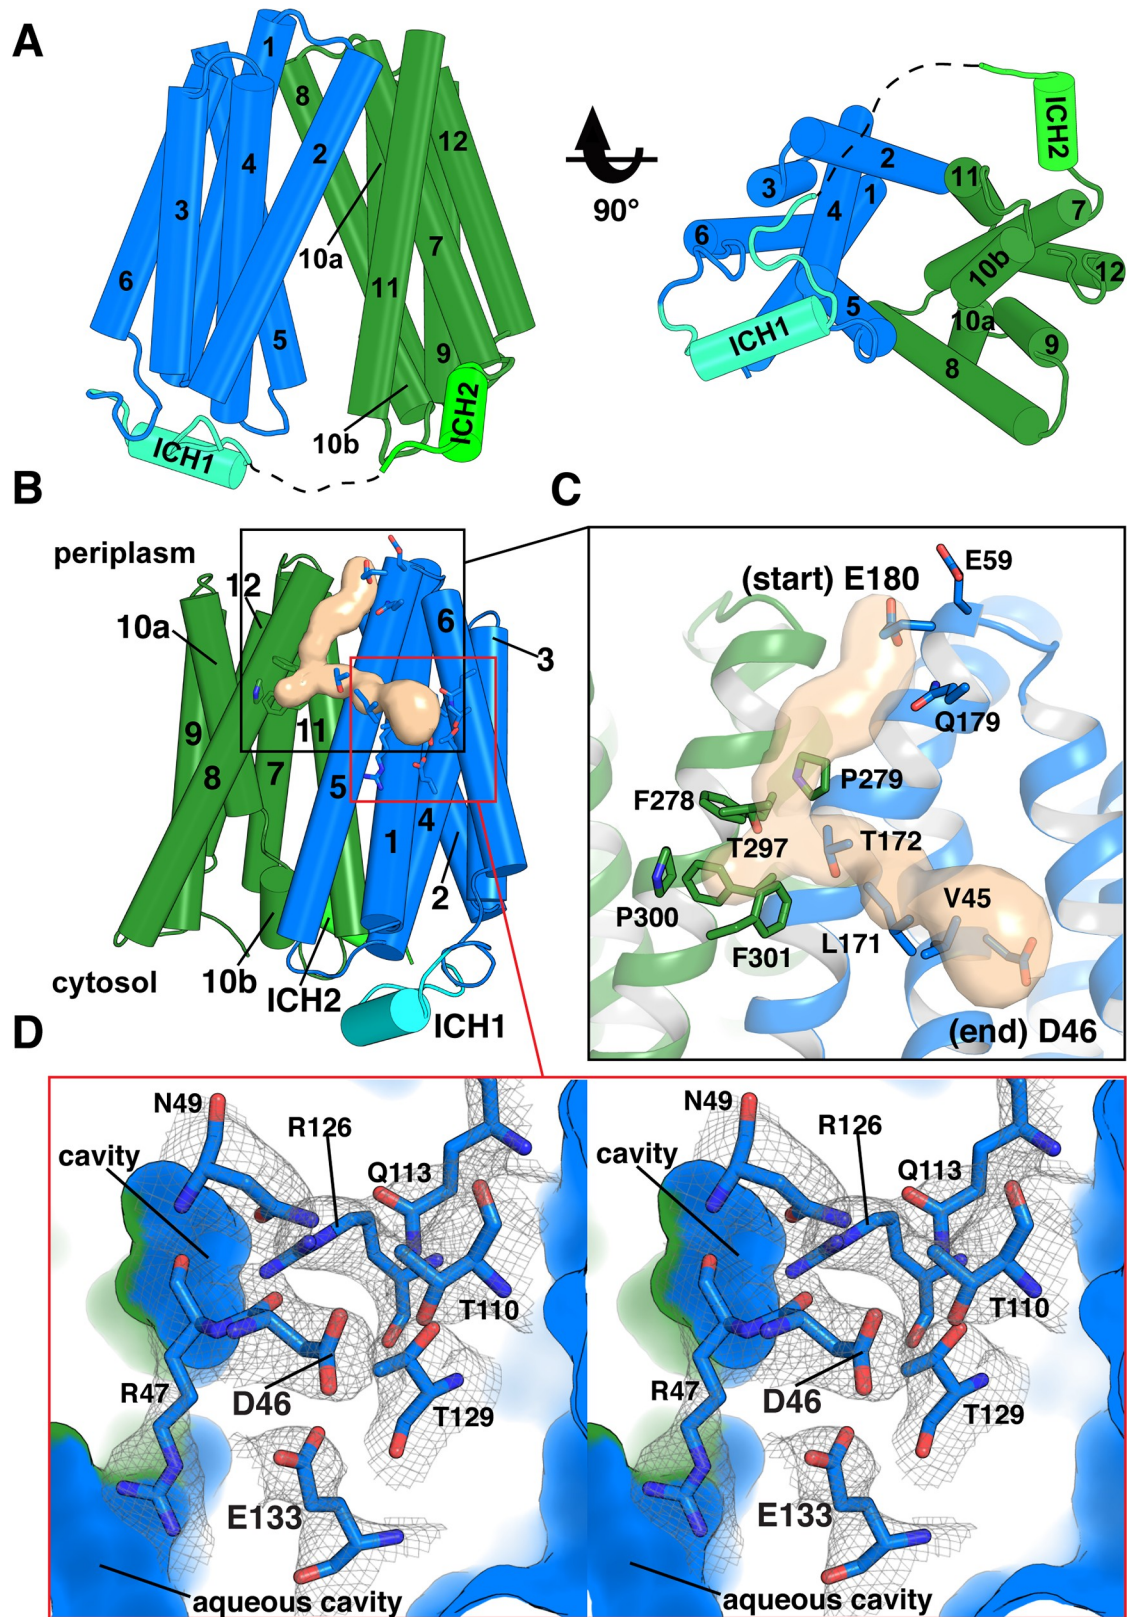 A
1
8
2
12
4
3
10a
7
6
11
5
9
10b
ICH2
ICH1
90°
ICH2
2
11
3
1
4
7
6
10b
12
5
10a
ICH1
9
8
B
periplasm
12
10a
6
3
9
11
8
7
5
4
1
2
cytosol
10b
ICH2
ICH1
C
(start) E180
E59
Q179
P279
F278
T297
T172
P300
V45
F301
L171
(end) D46
D
N49
R126
cavity
Q113
T110
R47
D46
T129
E133
aqueous cavity
N49
R126
cavity
Q113
T110
R47
D46
T129
E133
aqueous cavity